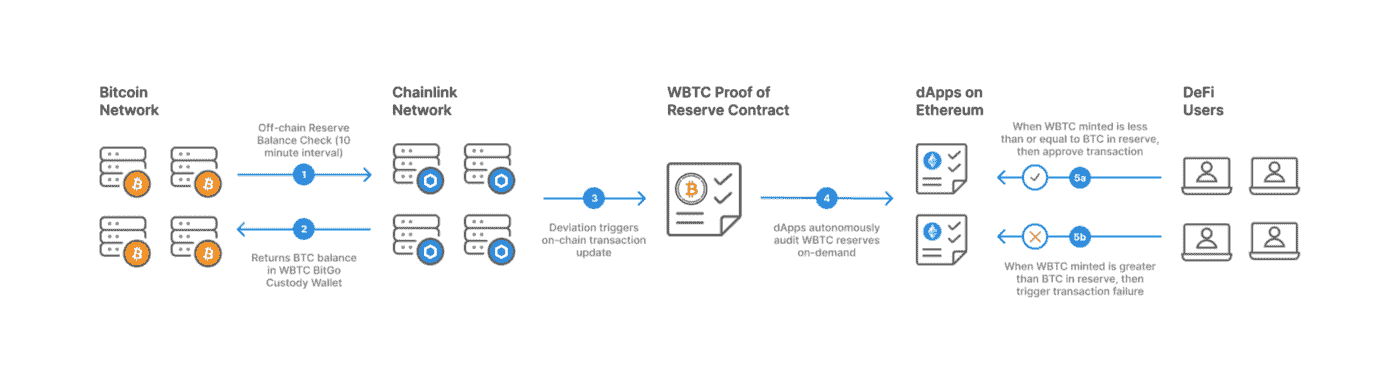 Bitcoin
Network
Off-chain Reserve
Balance Check (10
minute interval)
1
2
Returns BTC balance
in WBTC BitGo
Custody Wallet
Chainlink
Network
3
Deviation triggers
on-chain transaction
update
WBTC Proof of
Reserve Contract
4
dApps autonomously
audit WBTC reserves
on-demand
dApps on
Ethereum
When WBTC minted is less
than or equal to BTC in reserve,
then approve transaction
5a
5b
When WBTC minted is greater
than BTC in reserve, then
trigger transaction failure
DeFi
Users